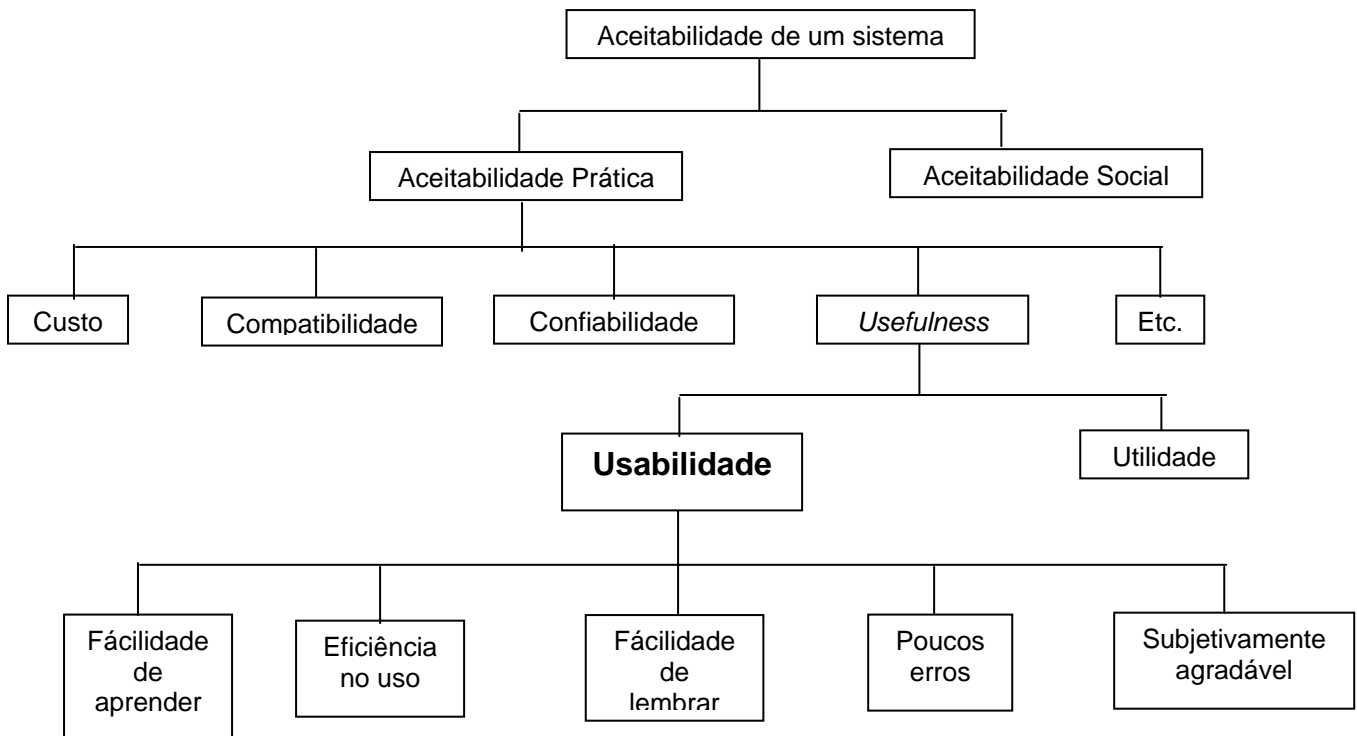 Aceitabilidade de um sistema
Aceitabilidade Prática
Aceitabilidade Social
Custo
Compatibilidade
Confiabilidade
Usefulness
Etc.
Usabilidade
Utilidade
Fácilidade
de
aprender
Eficiência
no uso
Fácilidade
de
lembrar
Poucos
erros
Subjetivamente
agradável